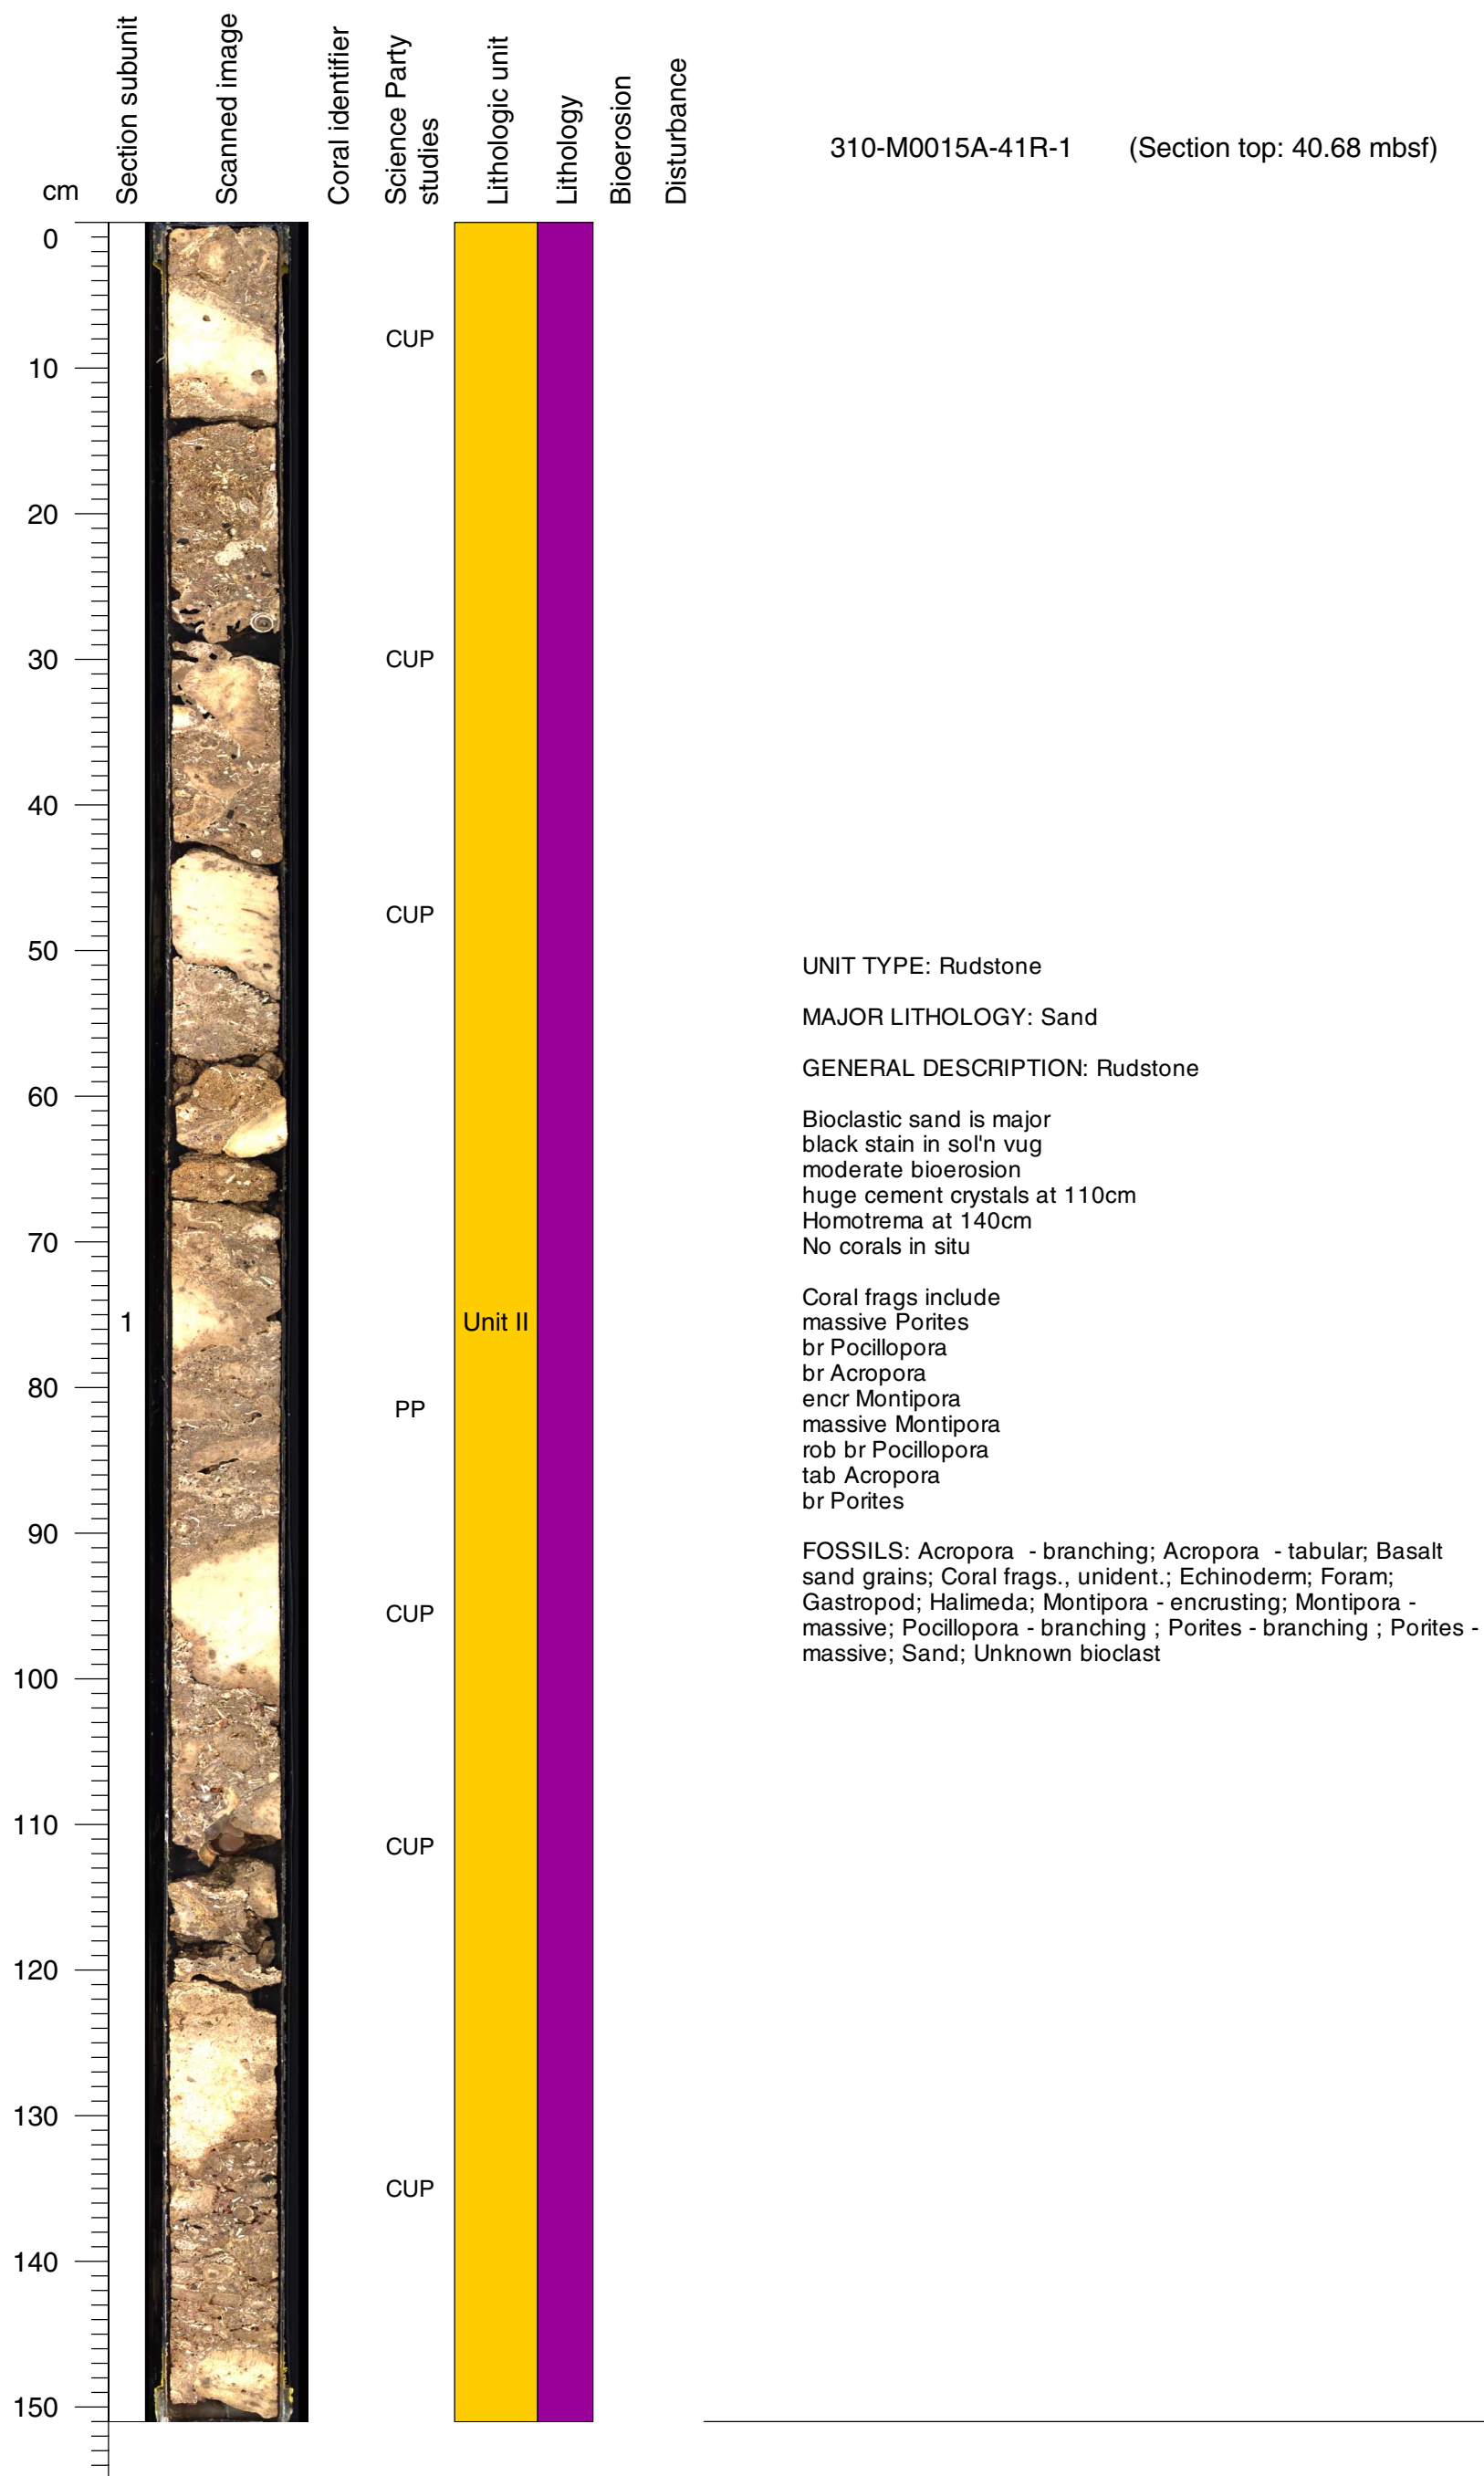 Section subunit
Scanned image
Coral identifier
Science Party
studies
Lithologic unit
Lithology
Bioerosion
Disturbance
310-M0015A-41R-1 (Section top: 40.68 mbsf)
cm
0
CUP
10
20
30 CUP
40
CUP
50
UNIT TYPE: Rudstone
MAJOR LITHOLOGY: Sand
GENERAL DESCRIPTION: Rudstone
60
Bioclastic sand is major
black stain in sol'n vug
moderate bioerosion
huge cement crystals at 110cm
Homotrema at 140cm
70
No corals in situ
Coral frags include
massive Porites
1 Unit II
br Pocillopora
br Acropora
80
encr Montipora
PP
massive Montipora
rob br Pocillopora
tab Acropora
br Porites
90
FOSSILS: Acropora - branching; Acropora - tabular; Basalt
sand grains; Coral frags., unident.; Echinoderm; Foram;
Gastropod; Halimeda; Montipora - encrusting; Montipora -
CUP
massive; Pocillopora - branching ; Porites - branching ; Porites -
massive; Sand; Unknown bioclast
100
110
CUP
120
130
CUP
140
150